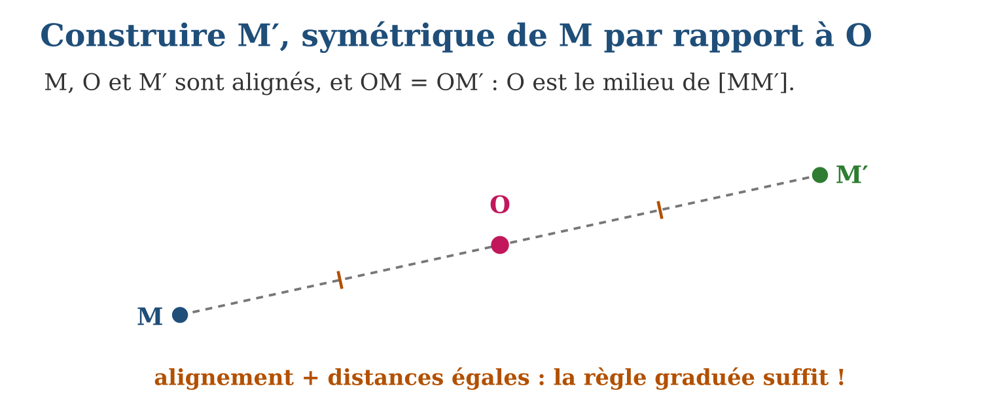 Construire M′, symétrique de M par rapport à O
M, O et M′ sont alignés, et OM = OM′ : O est le milieu de [MM′].
M′
O
M
alignement + distances égales : la règle graduée suffit !